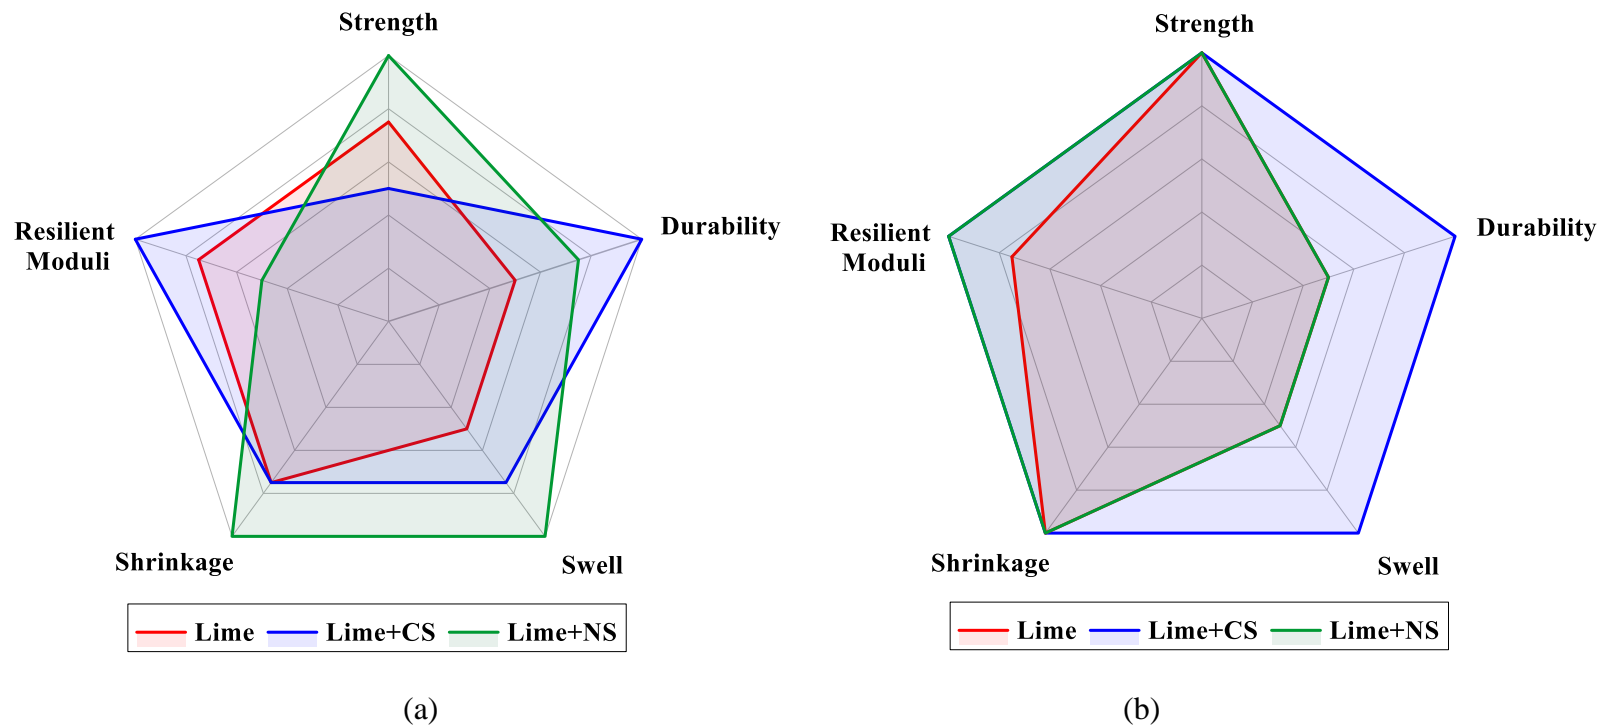 Strength
Durability
Resilient
Moduli
Shrinkage
Swell
Lime Lime+CS Lime+NS
(a)
Strength
Durability
Resilient
Moduli
Shrinkage
Swell
Lime Lime+CS Lime+NS
(b)